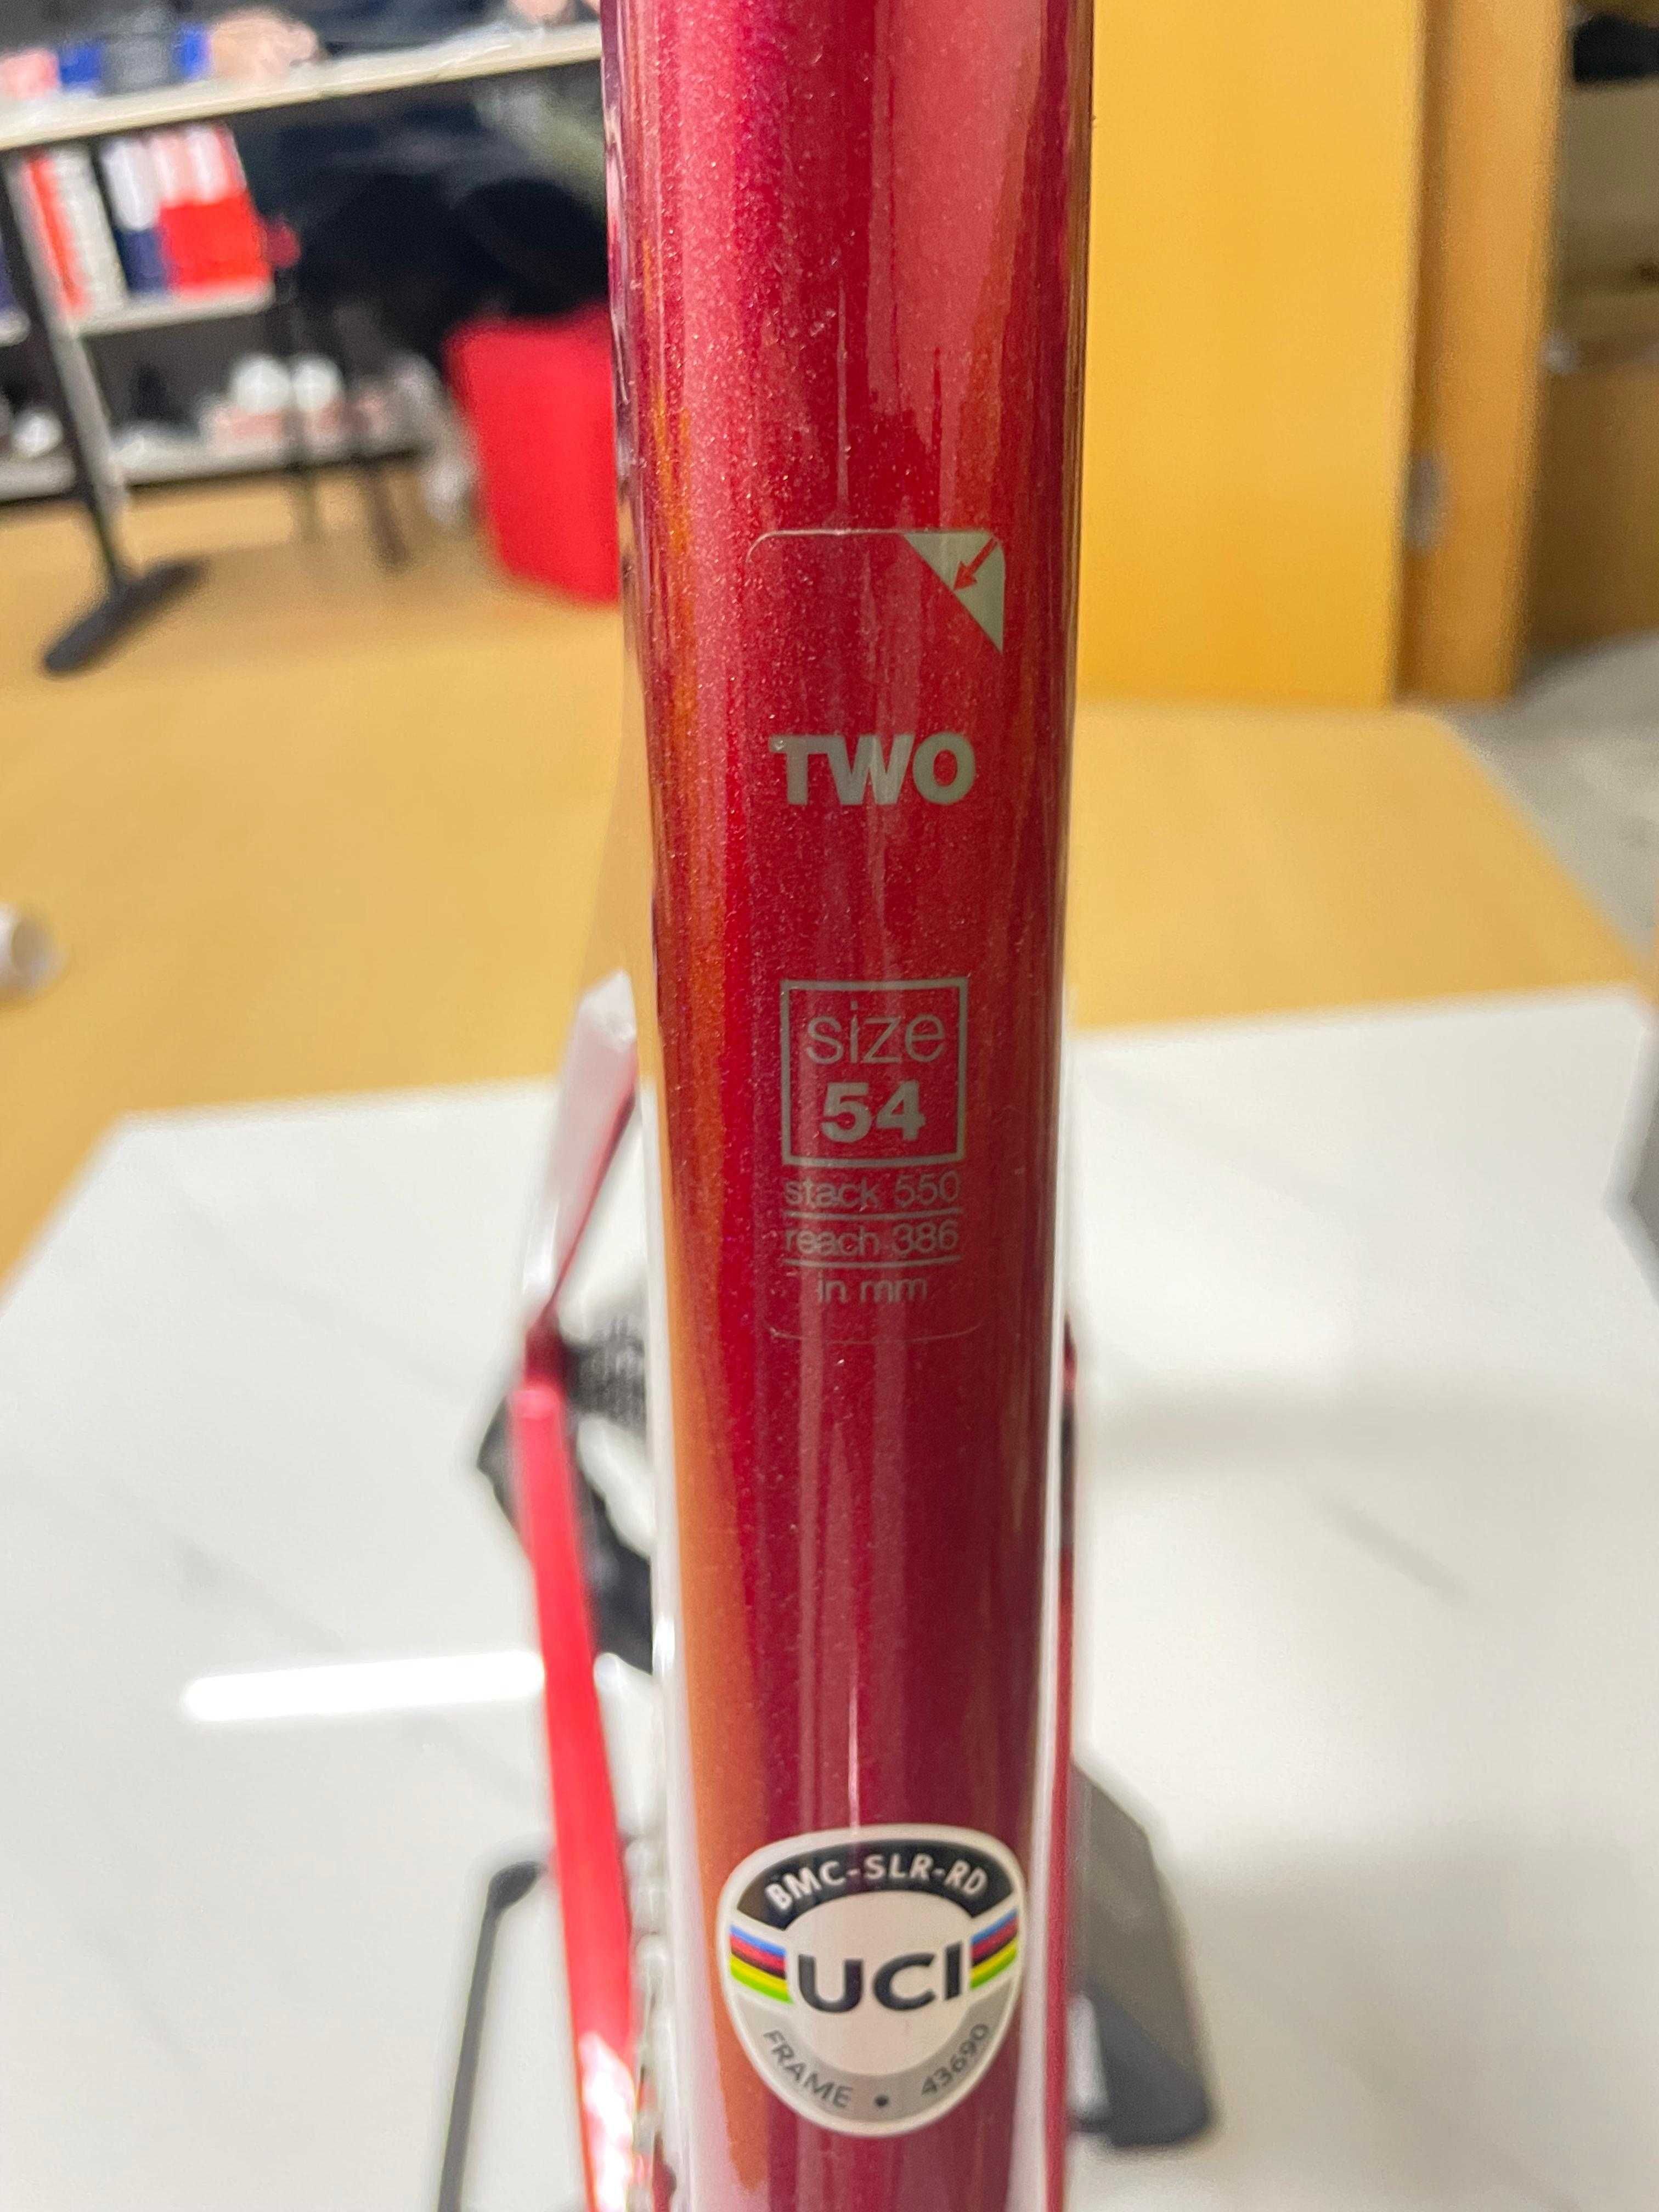 TWO
size
54
stack 550
reach 386
in mm
BMC-SLR-RD
UCI
FRAME • 43690